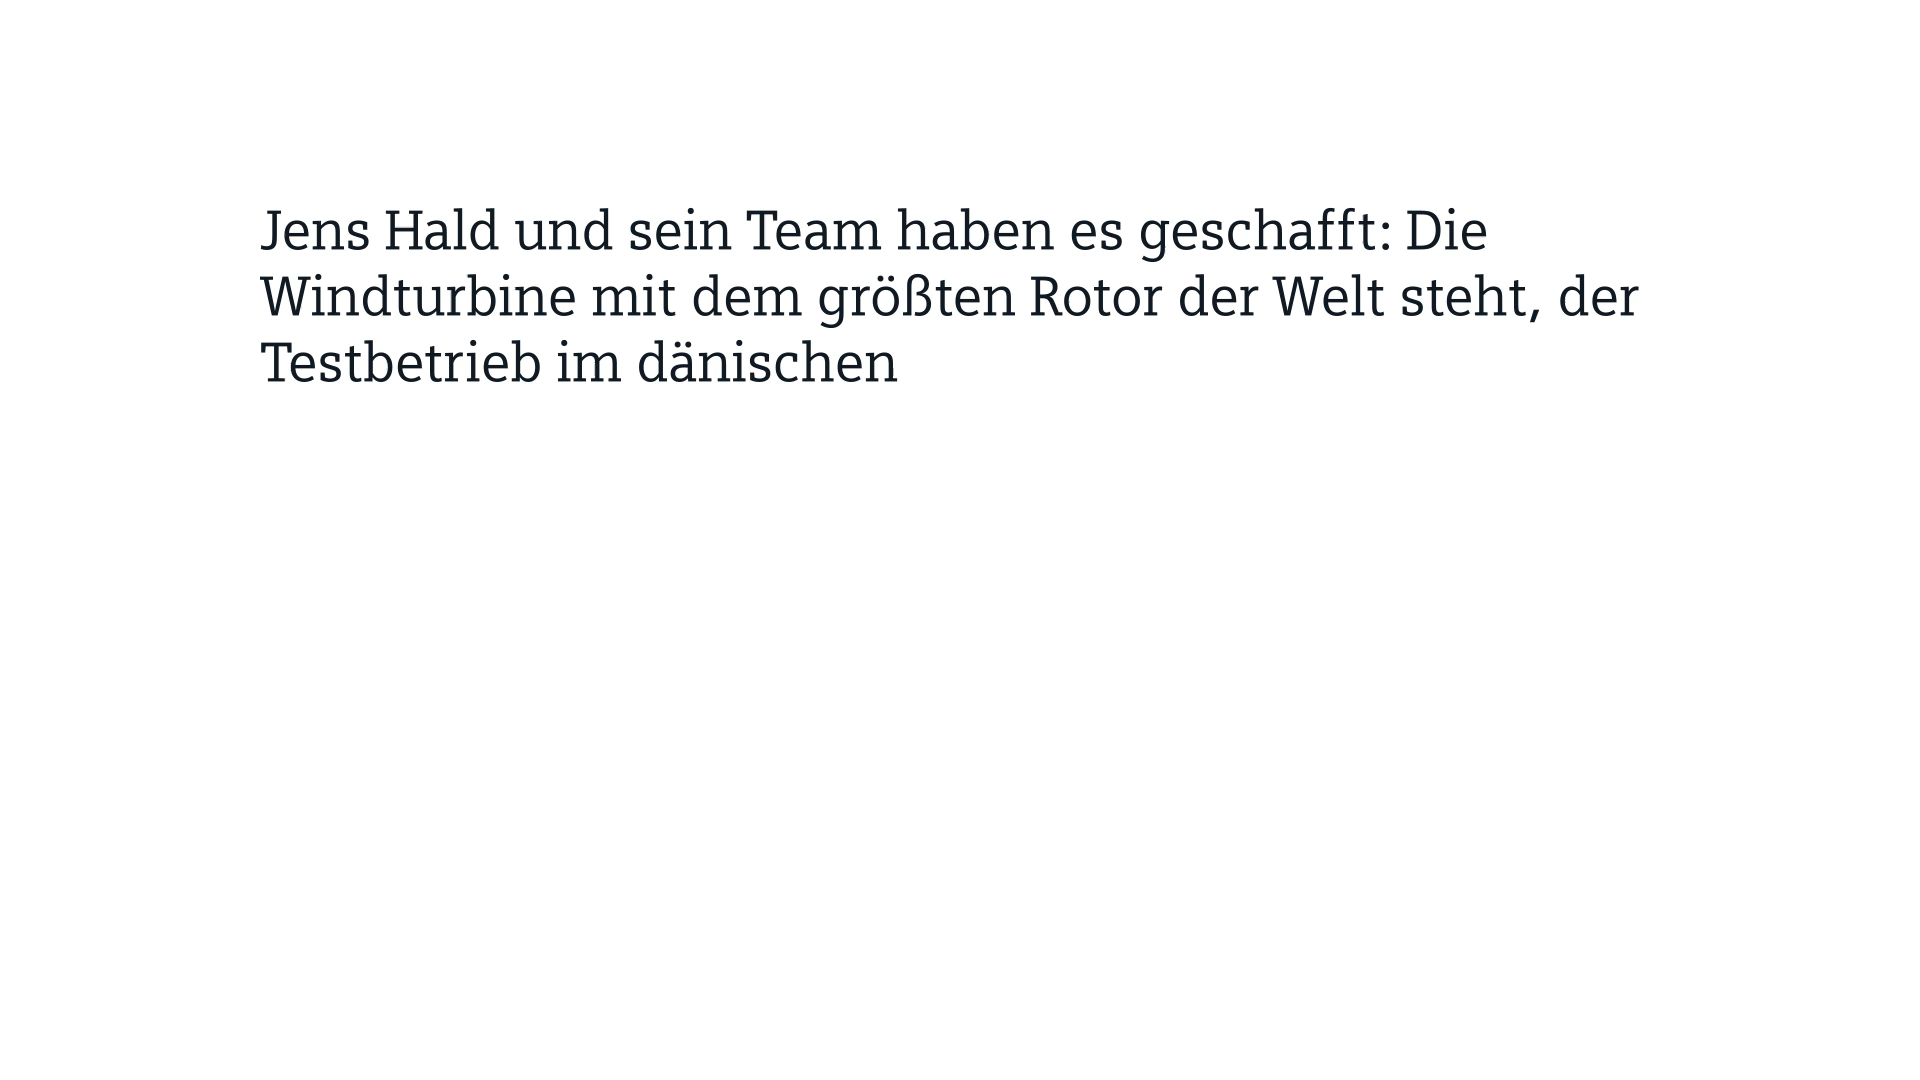 Jens Hald und sein Team haben es geschafft: Die
Windturbine mit dem größten Rotor der Welt steht, der
Testbetrieb im dänischen